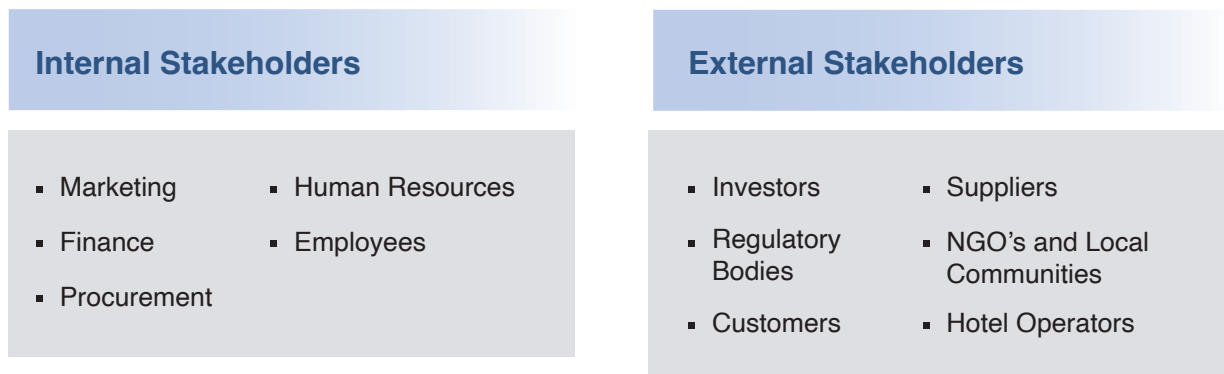 Internal Stakeholders
▪ Marketing
▪ Finance
▪ Procurement
▪ Human Resources
▪ Employees
External Stakeholders
▪ Investors
▪ Regulatory
Bodies
▪ Customers
▪ Suppliers
▪ NGO’s and Local
Communities
▪ Hotel Operators